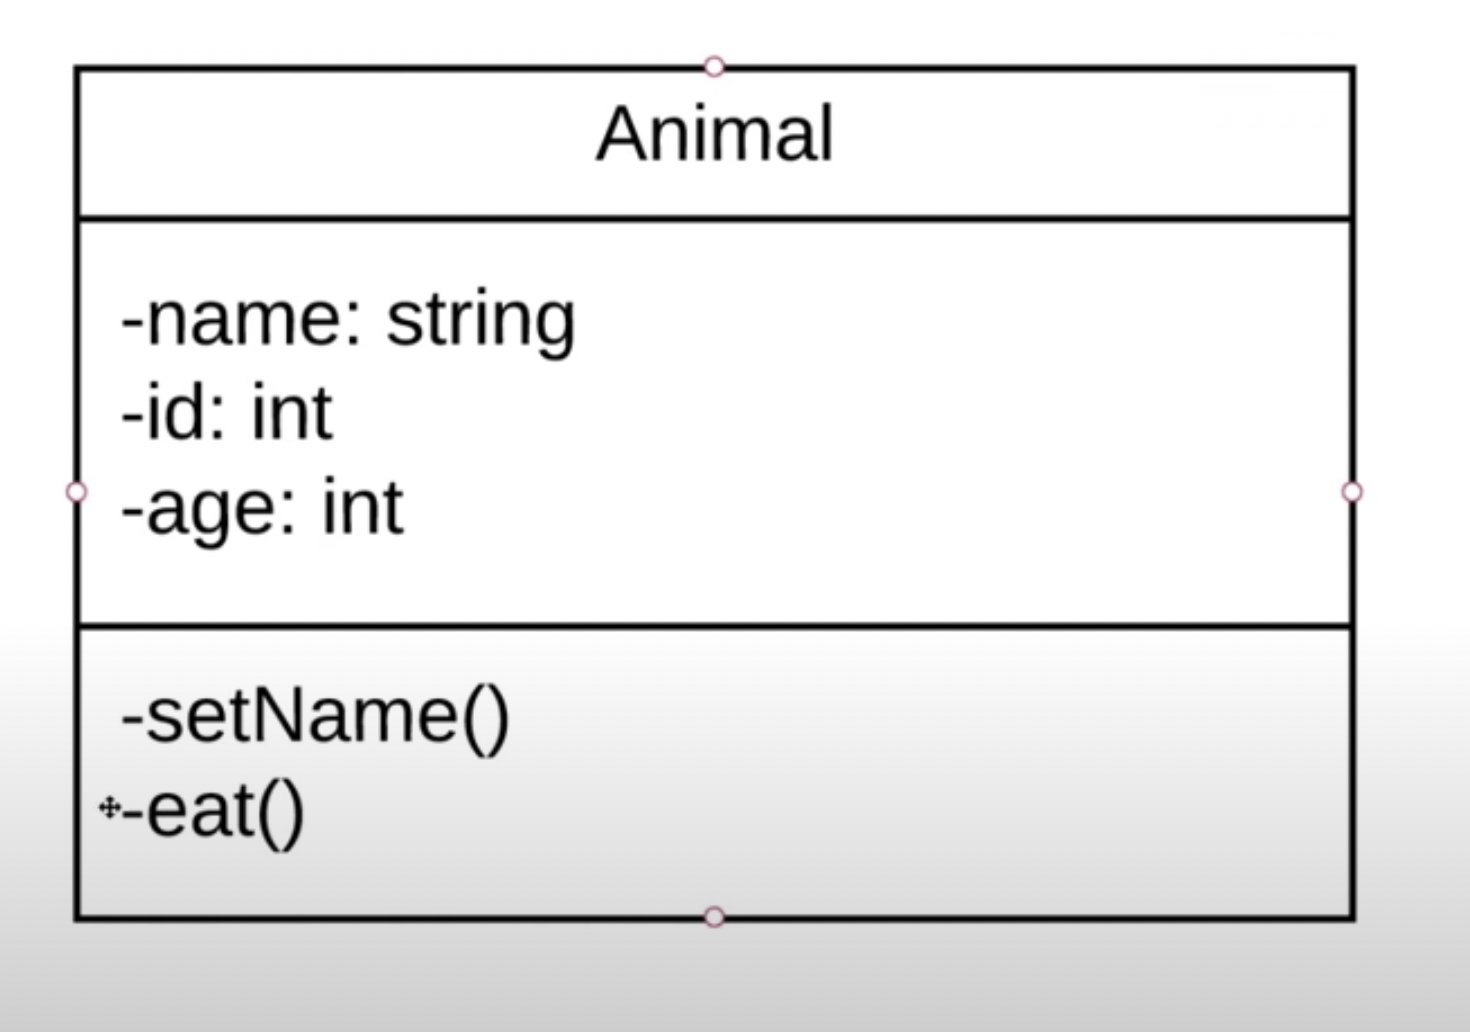 Animal
-name: string
-id: int
-age: int
-setName()
-eat()